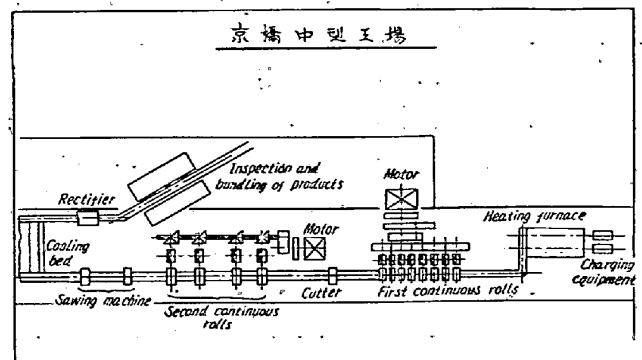 京橋中型工場
Inspection and
bundling of products
Motor
Rectifier
Heating furnace
Motor
Cooling
bed
Charging
equipment
Sawing machine
Second continuous
rolls
Cutter
First continuous rolls